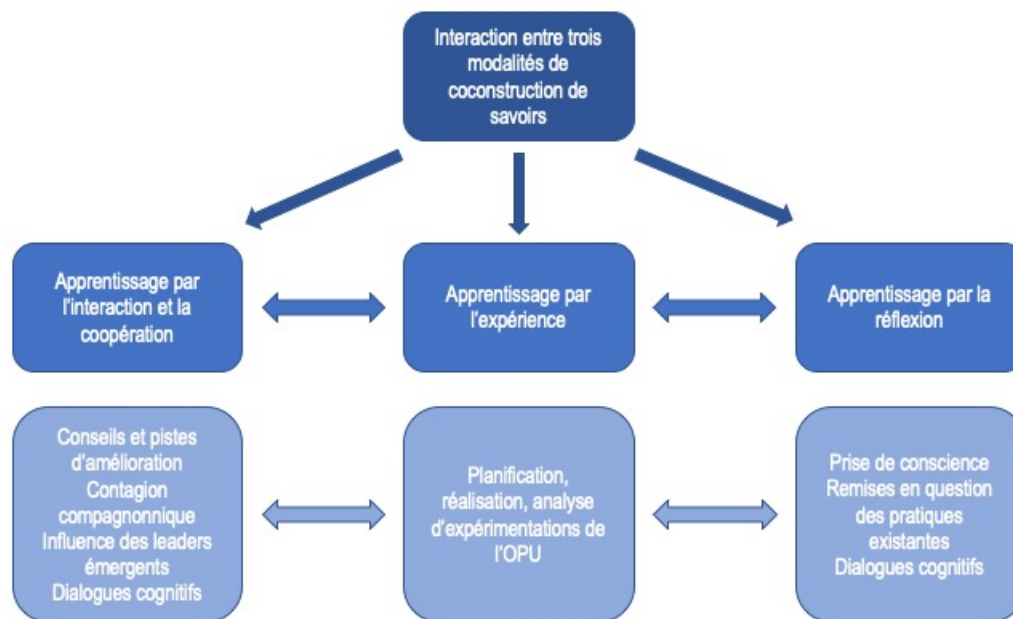 Interaction entre trois
modalités de
coconstruction de
savoirs
Apprentissage par
l'interaction et la
coopération
Apprentissage par
l'expérience
Apprentissage par la
réflexion
Conseils et pistes
d'amélioration
Contagion
compagnonnique
Influence des leaders
émergents
Dialogues cognitifs
Planification,
réalisation, analyse
d'expérimentations de
l'OPU
Prise de conscience
Remises en question
des pratiques
existantes
Dialogues cognitifs